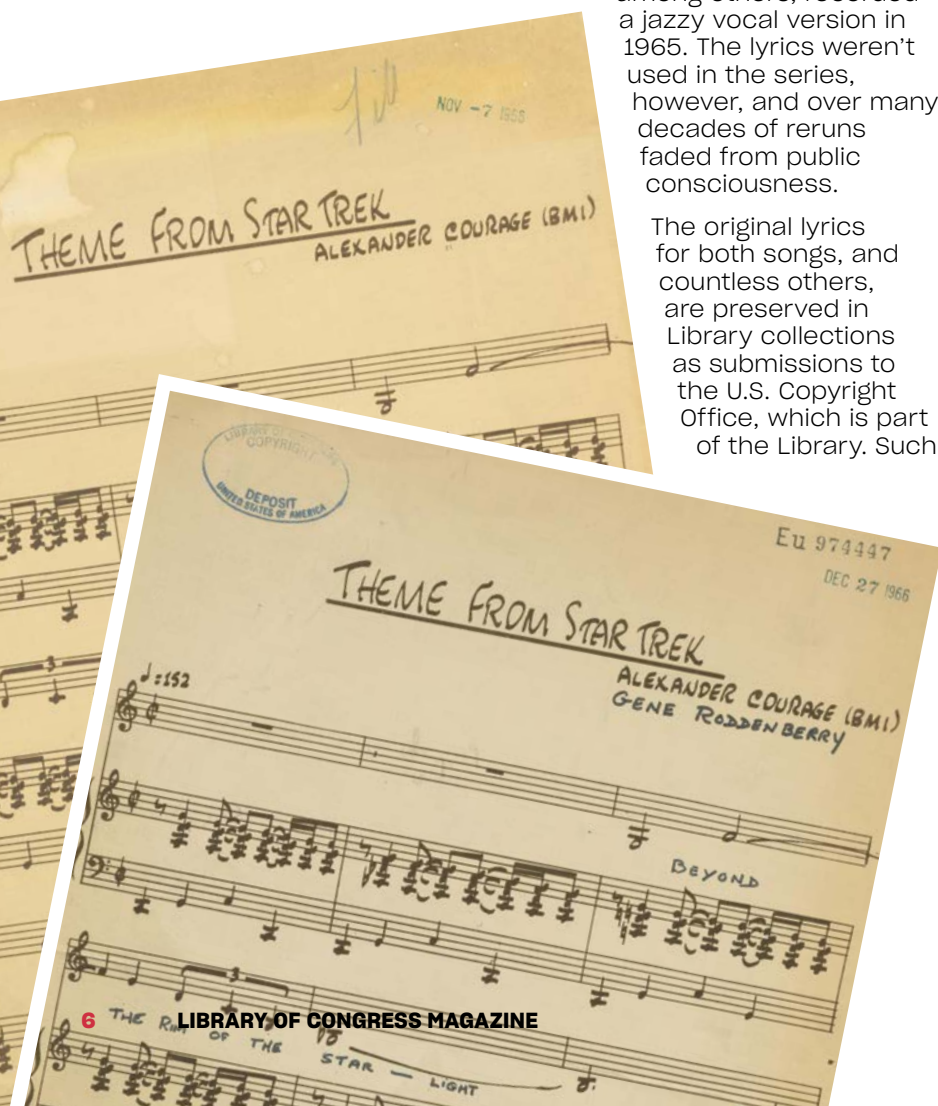 among others, recorded
a jazzy vocal version in
1965. The lyrics weren't
used in the series,
however, and over many
decades of reruns
faded from public
consciousness.
The original lyrics
for both songs, and
countless others,
are preserved in
Library collections
as submissions to
the U.S. Copyright
Office, which is part
of the Library. Such
NOV -7
THEME FROM STAR TREK
ALEXANDER COURAGE (BMI)
3
COPYRIGHT
DEPOSIT
UNITED STATES OF AMERICA
Eu 974447
DEC 27 1966
THEME FROM STAR TREK
ALEXANDER COURAGE (BMI)
GENE RODDENBERRY
♩=152
BEYOND
3
THE RIM OF THE STAR — LIGHT
6 LIBRARY OF CONGRESS MAGAZINE